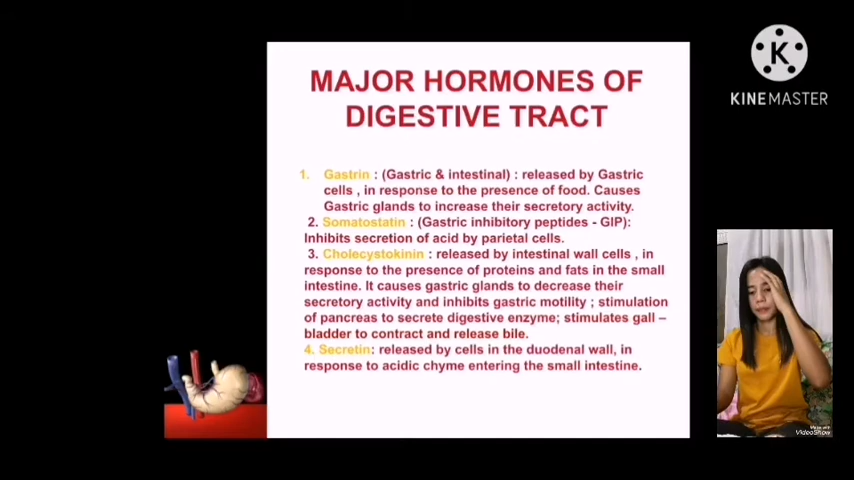 MAJOR HORMONES OF
DIGESTIVE TRACT
1. Gastrin : (Gastric & intestinal) : released by Gastric
cells , in response to the presence of food. Causes
Gastric glands to increase their secretory activity.
2. Somatostatin : (Gastric inhibitory peptides - GIP):
Inhibits secretion of acid by parietal cells.
3. Cholecystokinin : released by intestinal wall cells , in
response to the presence of proteins and fats in the small
intestine. It causes gastric glands to decrease their
secretory activity and inhibits gastric motility ; stimulation
of pancreas to secrete digestive enzyme; stimulates gall –
bladder to contract and release bile.
4. Secretin: released by cells in the duodenal wall, in
response to acidic chyme entering the small intestine.
K
KINEMASTER
Made with
VideoShow